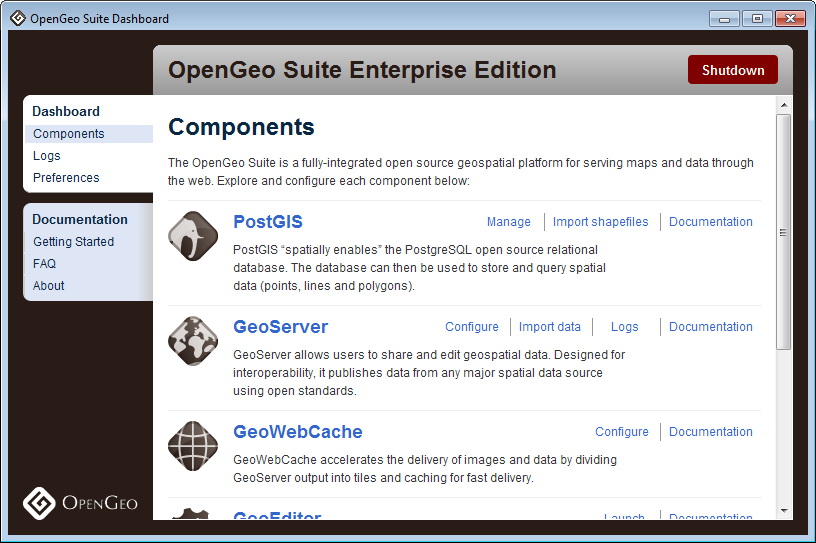 OpenGeo Suite Dashboard
OpenGeo Suite Enterprise Edition
Shutdown
Dashboard
Components
Logs
Preferences
Documentation
Getting Started
FAQ
About
OpenGeo
Components
The OpenGeo Suite is a fully-integrated open source geospatial platform for serving maps and data through
the web. Explore and configure each component below:
PostGIS
Manage
Import shapefiles
Documentation
PostGIS “spatially enables” the PostgreSQL open source relational
database. The database can then be used to store and query spatial
data (points, lines and polygons).
GeoServer
Configure
Import data
Logs
Documentation
GeoServer allows users to share and edit geospatial data. Designed for
interoperability, it publishes data from any major spatial data source
using open standards.
GeoWebCache
Configure
Documentation
GeoWebCache accelerates the delivery of images and data by dividing
GeoServer output into tiles and caching for fast delivery.
GeoEditor
Launch
Documentation